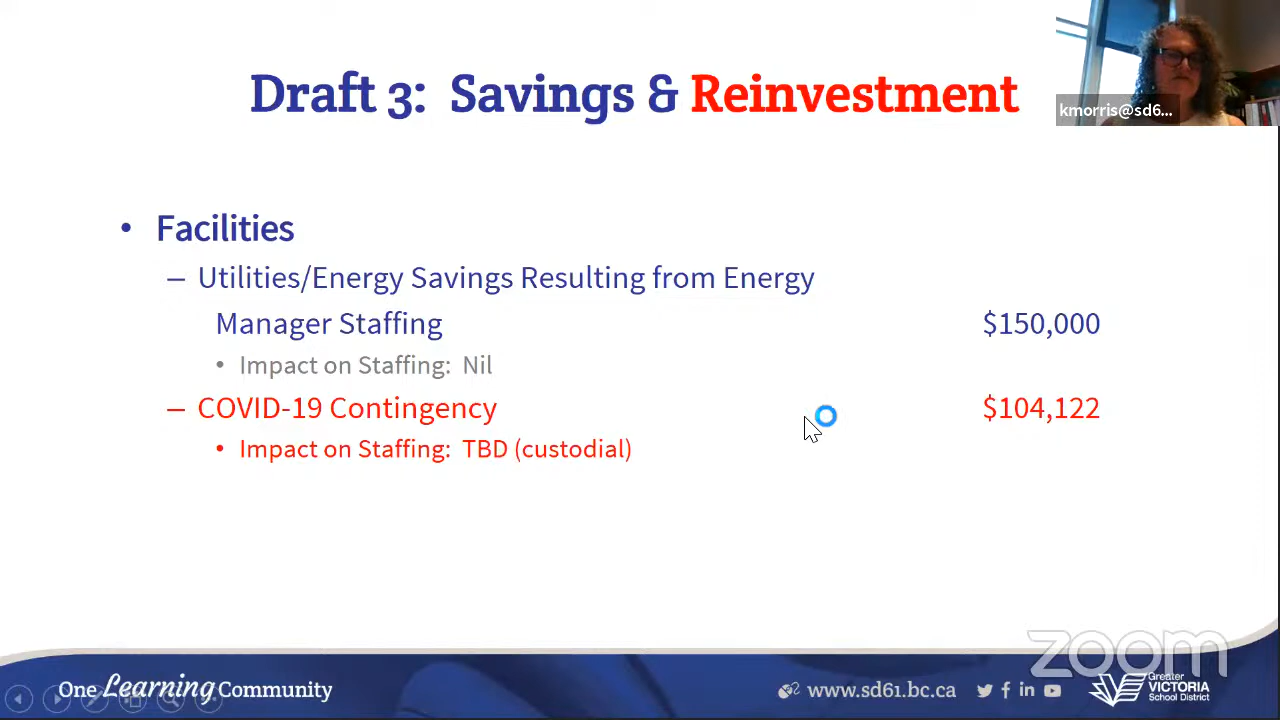 Draft 3: Savings & Reinvestment
kmorris@sd6...
• Facilities
– Utilities/Energy Savings Resulting from Energy
Manager Staffing $150,000
• Impact on Staffing: Nil
– COVID-19 Contingency $104,122
• Impact on Staffing: TBD (custodial)
zoom
One Learning Community
www.sd61.bc.ca
Greater
VICTORIA
School District